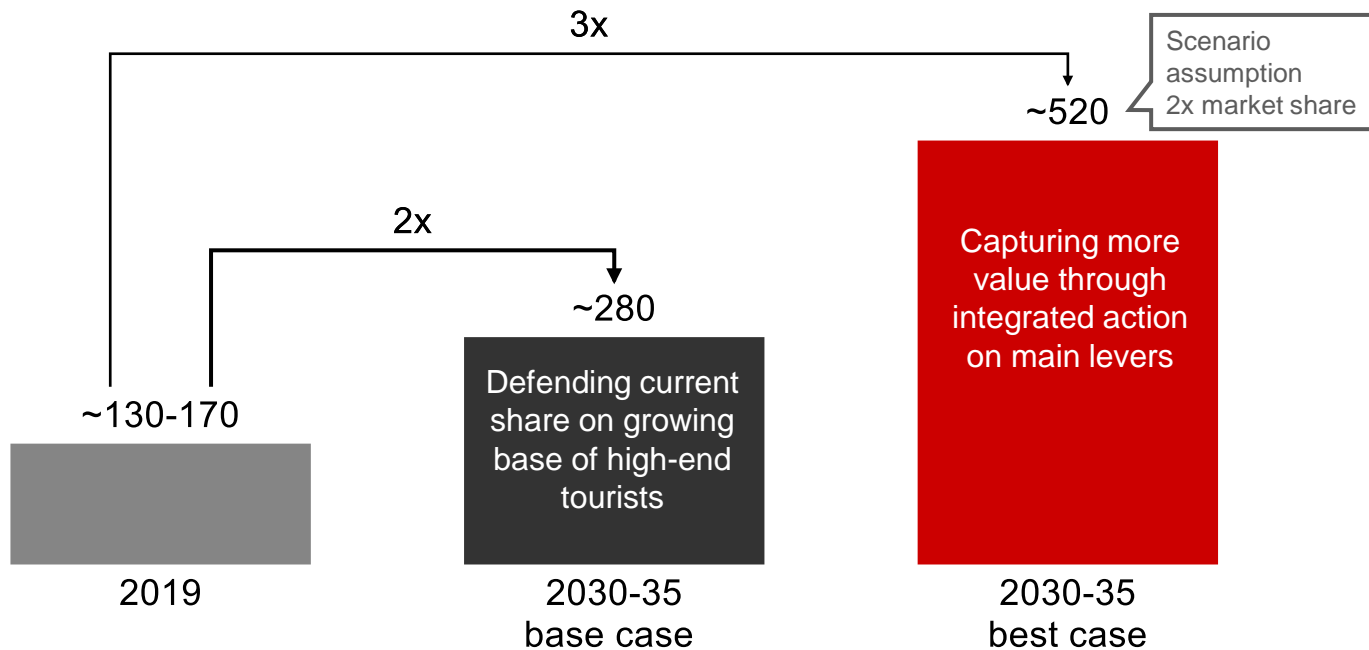 3x
Scenario
assumption
2x market share
~520
2x
~280
~130-170
Capturing more
value through
integrated action
on main levers
Defending current
share on growing
base of high-end
tourists
2019
2030-35
base case
2030-35
best case